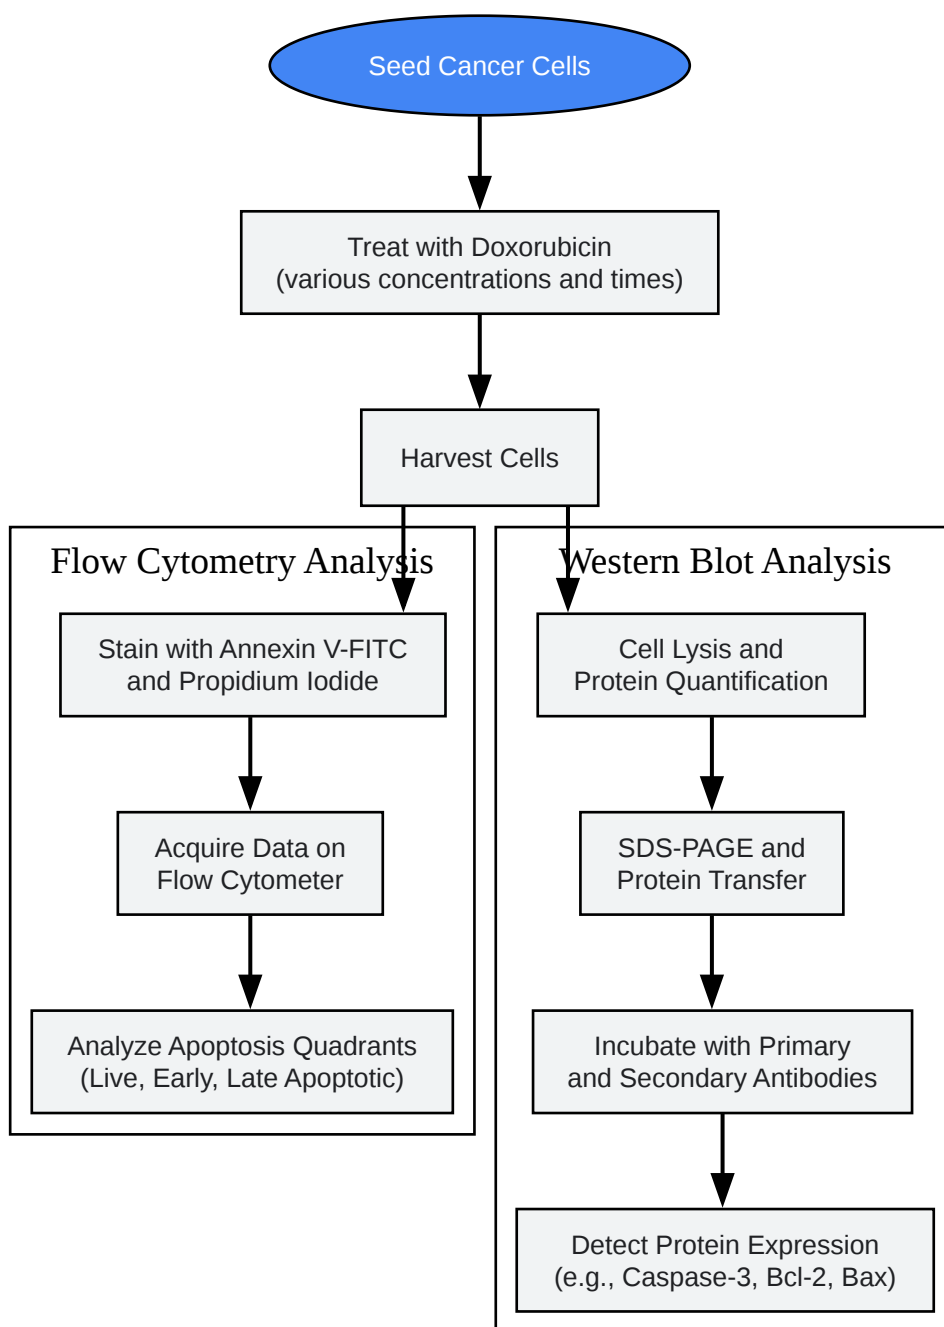 Seed Cancer Cells
Treat with Doxorubicin
(various concentrations and times)
Harvest Cells
Flow Cytometry Analysis
Stain with Annexin V-FITC
and Propidium Iodide
Acquire Data on
Flow Cytometer
Analyze Apoptosis Quadrants
(Live, Early, Late Apoptotic)
Western Blot Analysis
Cell Lysis and
Protein Quantification
SDS-PAGE and
Protein Transfer
Incubate with Primary
and Secondary Antibodies
Detect Protein Expression
(e.g., Caspase-3, Bcl-2, Bax)